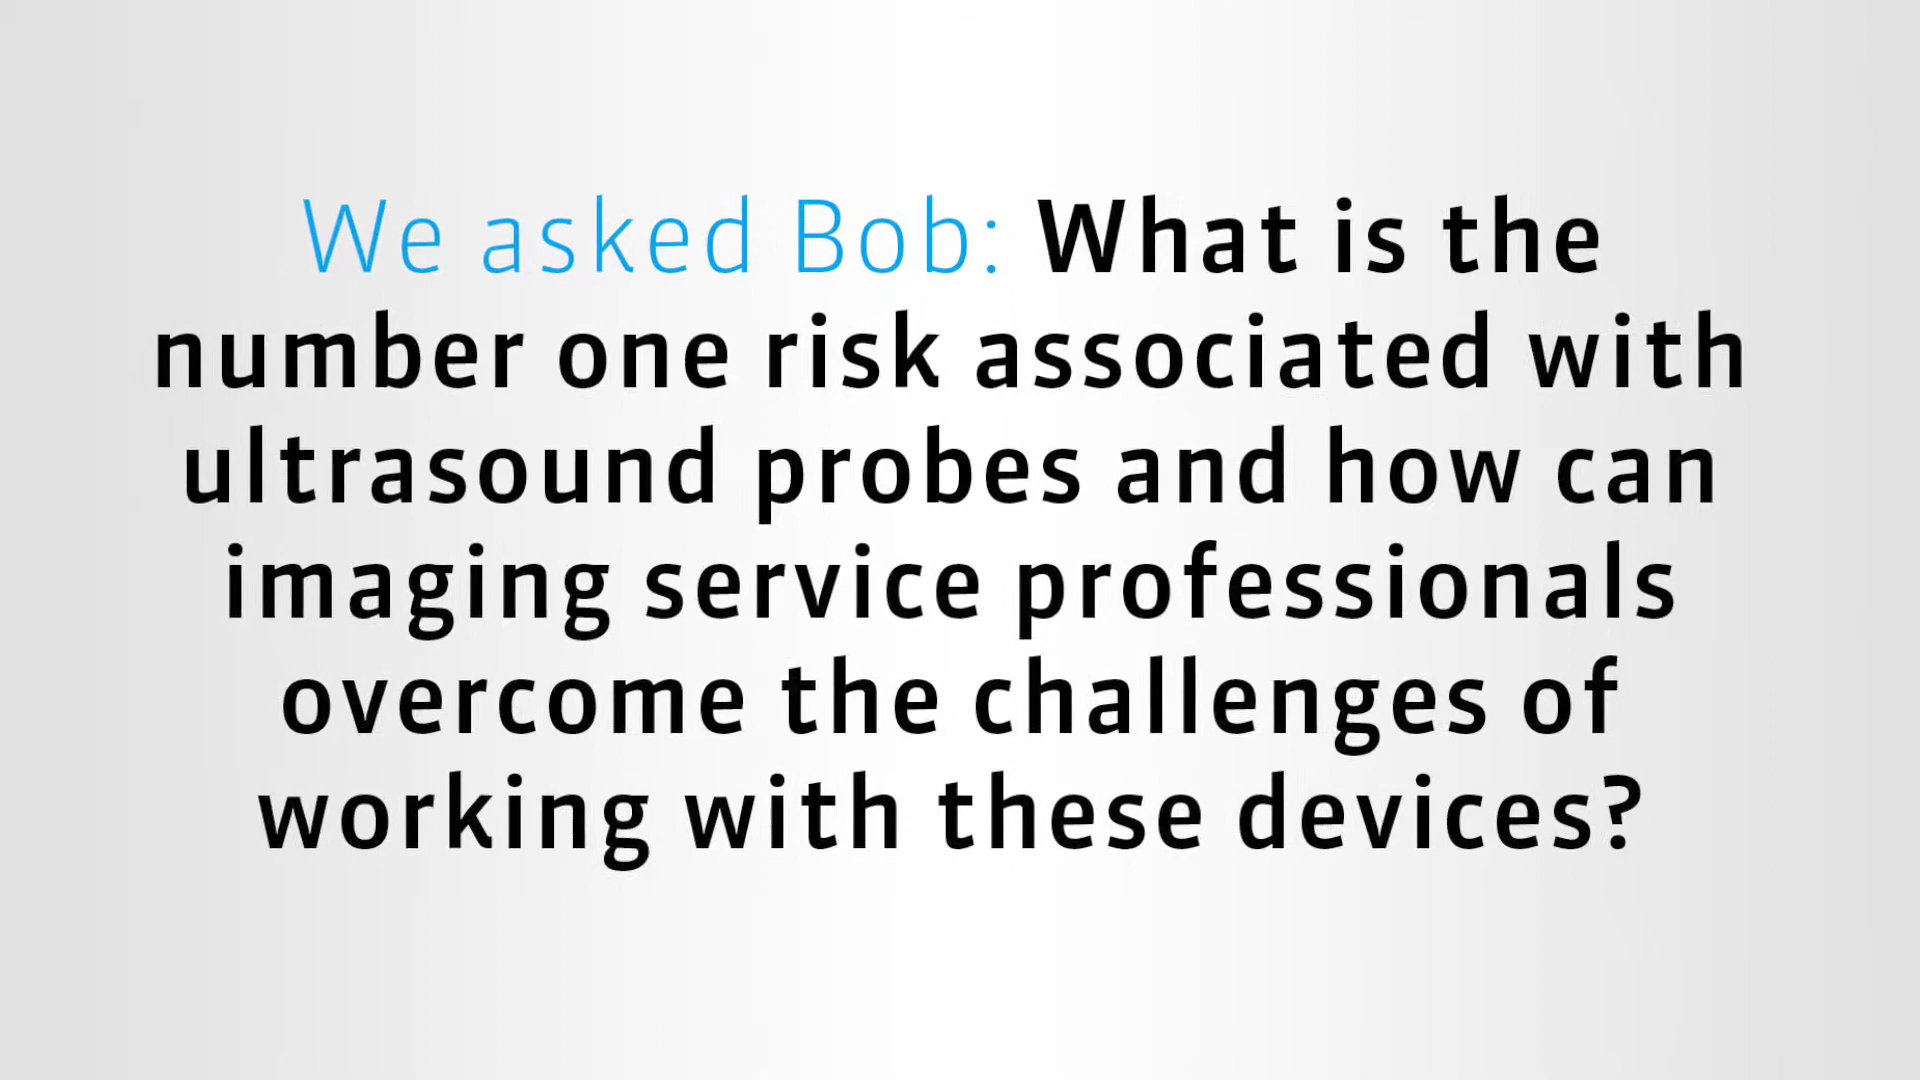 We asked Bob: What is the
number one risk associated with
ultrasound probes and how can
imaging service professionals
overcome the challenges of
working with these devices?